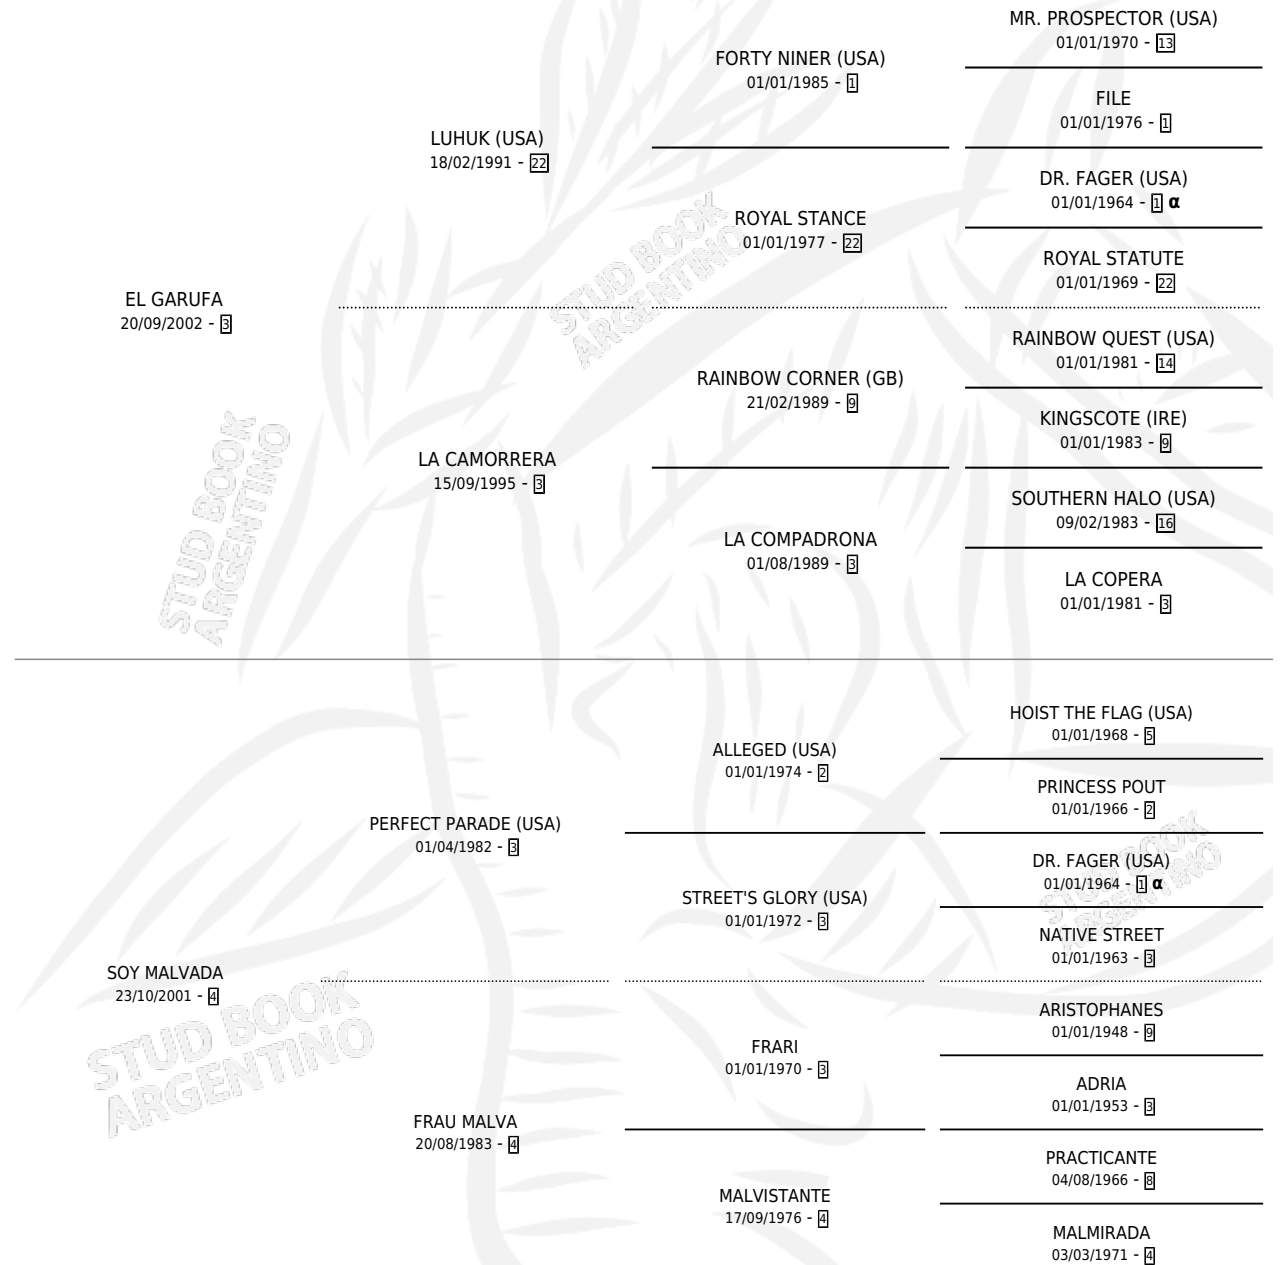 MR. PROSPECTOR (USA)
01/01/1970 - 13
FORTY NINER (USA)
01/01/1985 - 1
FILE
01/01/1976 - 1
LUHUK (USA)
18/02/1991 - 22
DR. FAGER (USA)
01/01/1964 - 1 α
ROYAL STANCE
01/01/1977 - 22
ROYAL STATUTE
01/01/1969 - 22
EL GARUFA
20/09/2002 - 3
RAINBOW QUEST (USA)
01/01/1981 - 14
RAINBOW CORNER (GB)
21/02/1989 - 9
KINGSCOTE (IRE)
01/01/1983 - 9
LA CAMORRERA
15/09/1995 - 3
SOUTHERN HALO (USA)
09/02/1983 - 16
LA COMPADRONA
01/08/1989 - 3
LA COPERA
01/01/1981 - 3
HOIST THE FLAG (USA)
01/01/1968 - 5
ALLEGED (USA)
01/01/1974 - 2
PRINCESS POUT
01/01/1966 - 2
PERFECT PARADE (USA)
01/04/1982 - 3
DR. FAGER (USA)
01/01/1964 - 1 α
STREET'S GLORY (USA)
01/01/1972 - 3
NATIVE STREET
01/01/1963 - 3
SOY MALVADA
23/10/2001 - 4
ARISTOPHANES
01/01/1948 - 9
FRARI
01/01/1970 - 3
ADRIA
01/01/1953 - 3
FRAU MALVA
20/08/1983 - 4
PRACTICANTE
04/08/1966 - 8
MALVISTANTE
17/09/1976 - 4
MALMIRADA
03/03/1971 - 4
STUD BOOK
ARGENTINO
STUD BOOK
ARGENTINO
STUD BOOK
ARGENTINO
STUD BOOK
ARGENTINO